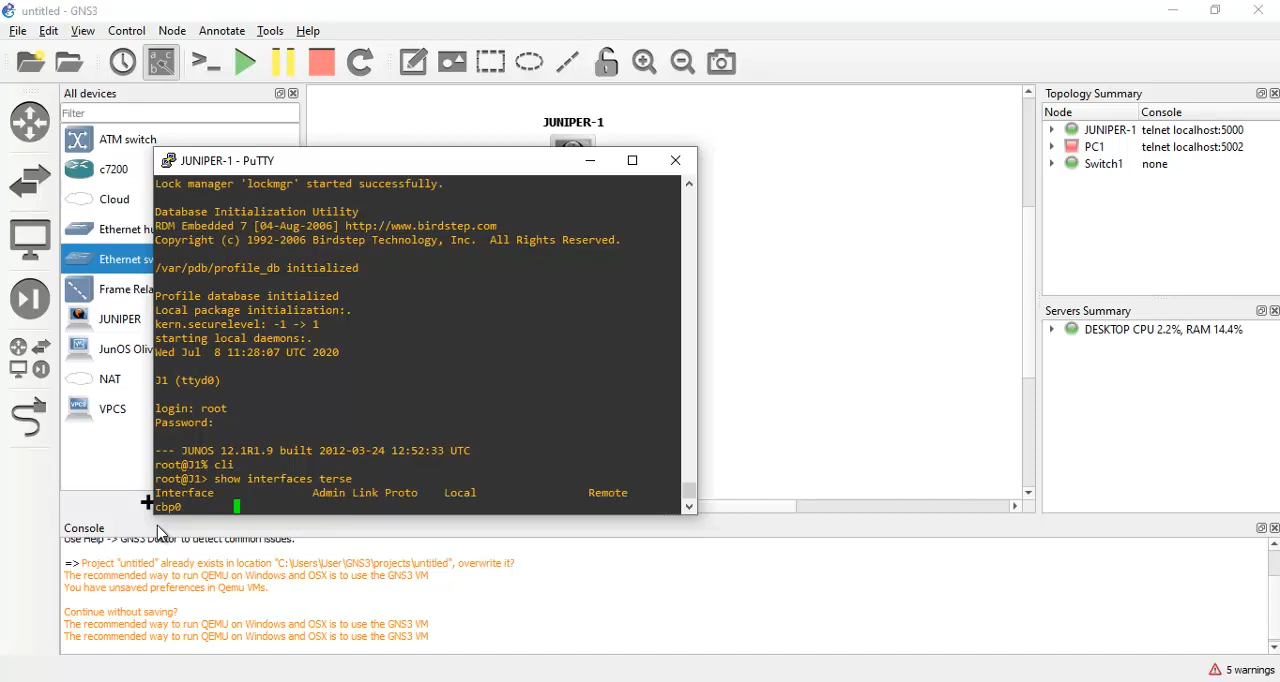 untitled - GNS3
File Edit View Control Node Annotate Tools Help
All devices
Filter
ATM switch
c7200
Cloud
Ethernet hu
Ethernet sw
Frame Rela
JUNIPER
JunOS Oliv
NAT
VPCS
JUNIPER-1
JUNIPER-1 - PuTTY
Lock manager 'lockmgr' started successfully.
Database Initialization Utility
RDM Embedded 7 [04-Aug-2006] http://www.birdstep.com
Copyright (c) 1992-2006 Birdstep Technology, Inc.  All Rights Reserved.
/var/pdb/profile_db initialized
Profile database initialized
Local package initialization:.
kern.securelevel: -1 -> 1
starting local daemons:.
Wed Jul  8 11:28:07 UTC 2020
J1 (ttyd0)
login: root
Password:
--- JUNOS 12.1R1.9 built 2012-03-24 12:52:33 UTC
root@J1% cli
root@J1> show interfaces terse
Interface Admin Link Proto Local Remote
cbp0
Topology Summary
Node Console
JUNIPER-1 telnet localhost:5000
PC1 telnet localhost:5002
Switch1 none
Servers Summary
DESKTOP CPU 2.2%, RAM 14.4%
Console
Use Help -> GNS3 Doctor to detect common issues.
=> Project "untitled" already exists in location "C:\Users\User\GNS3\projects\untitled", overwrite it?
The recommended way to run QEMU on Windows and OSX is to use the GNS3 VM
You have unsaved preferences in Qemu VMs.
Continue without saving?
The recommended way to run QEMU on Windows and OSX is to use the GNS3 VM
The recommended way to run QEMU on Windows and OSX is to use the GNS3 VM
5 warnings